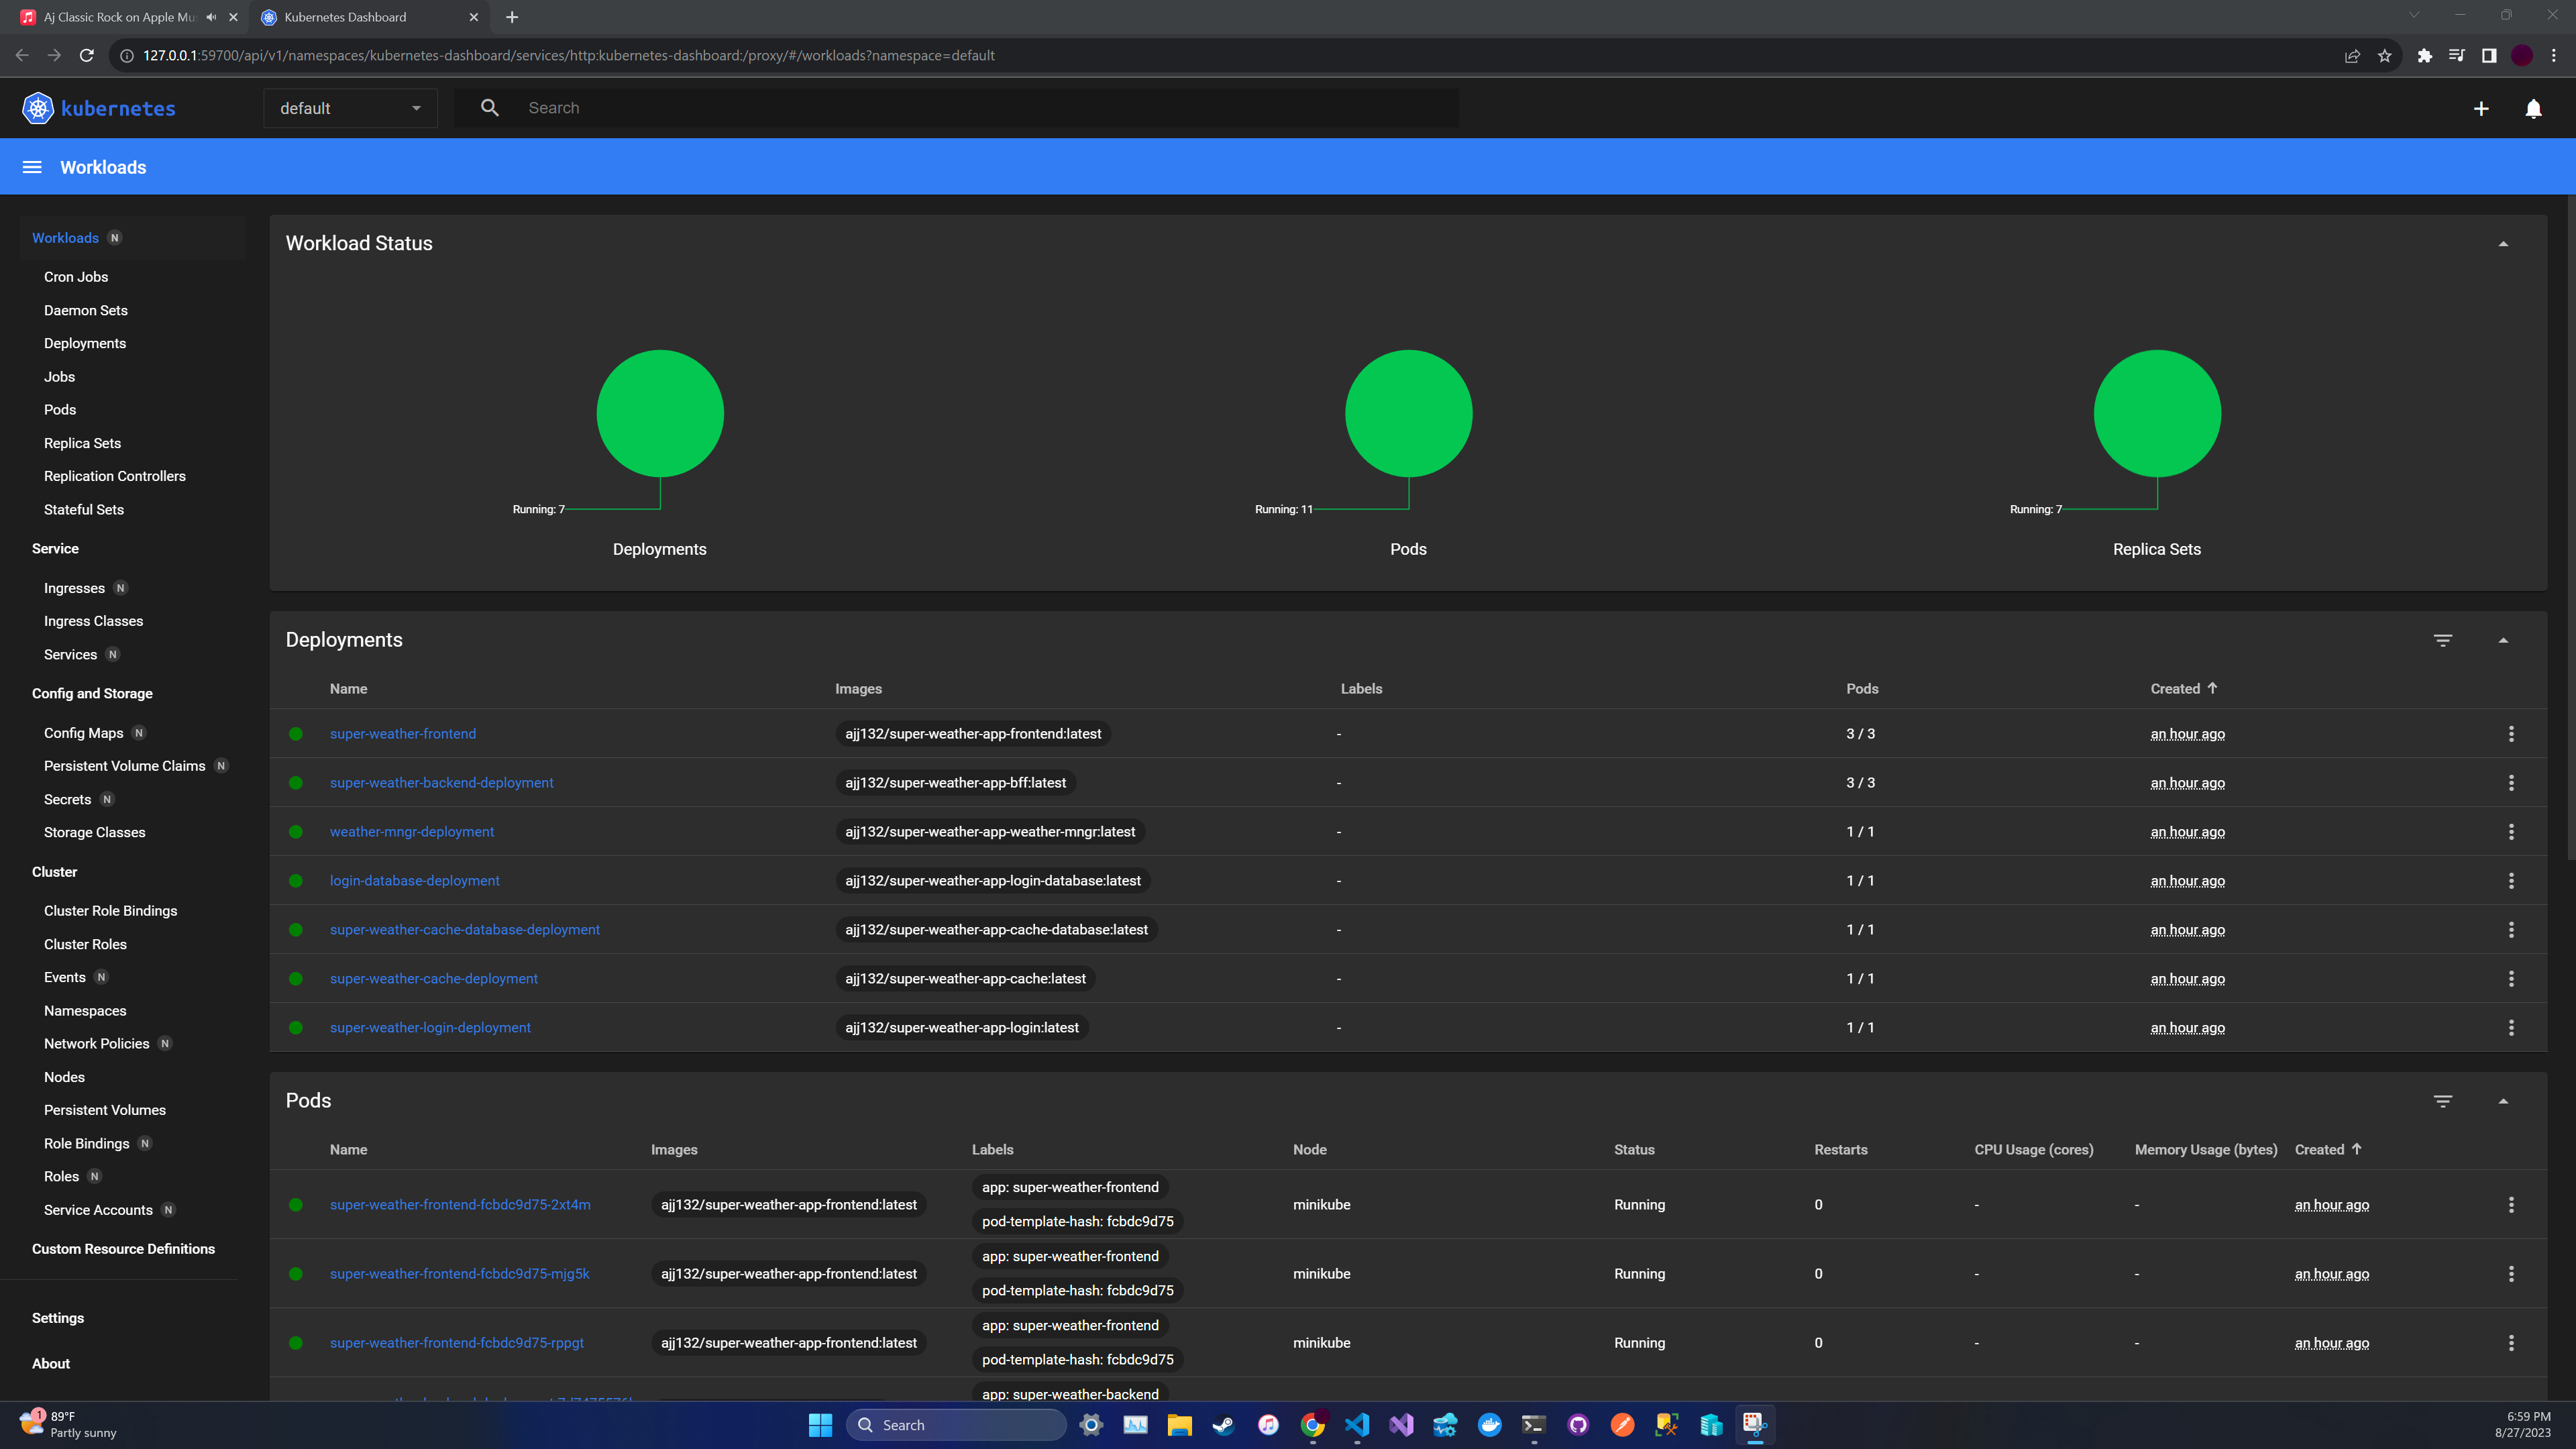 Aj Classic Rock on Apple Mu
Kubernetes Dashboard
127.0.0.1:59700/api/v1/namespaces/kubernetes-dashboard/services/http:kubernetes-dashboard:/proxy/#/workloads?namespace=default
kubernetes
default
Search
Workloads
Workloads N
Cron Jobs
Daemon Sets
Deployments
Jobs
Pods
Replica Sets
Replication Controllers
Stateful Sets
Service
Ingresses N
Ingress Classes
Services N
Config and Storage
Config Maps N
Persistent Volume Claims N
Secrets N
Storage Classes
Cluster
Cluster Role Bindings
Cluster Roles
Events N
Namespaces
Network Policies N
Nodes
Persistent Volumes
Role Bindings N
Roles N
Service Accounts N
Custom Resource Definitions
Settings
About
Workload Status
Running: 7
Deployments
Running: 11
Pods
Running: 7
Replica Sets
Deployments
Name Images Labels Pods Created
super-weather-frontend ajj132/super-weather-app-frontend:latest - 3 / 3 an hour ago
super-weather-backend-deployment ajj132/super-weather-app-bff:latest - 3 / 3 an hour ago
weather-mngr-deployment ajj132/super-weather-app-weather-mngr:latest - 1 / 1 an hour ago
login-database-deployment ajj132/super-weather-app-login-database:latest - 1 / 1 an hour ago
super-weather-cache-database-deployment ajj132/super-weather-app-cache-database:latest - 1 / 1 an hour ago
super-weather-cache-deployment ajj132/super-weather-app-cache:latest - 1 / 1 an hour ago
super-weather-login-deployment ajj132/super-weather-app-login:latest - 1 / 1 an hour ago
Pods
Name Images Labels Node Status Restarts CPU Usage (cores) Memory Usage (bytes) Created
app: super-weather-frontend
super-weather-frontend-fcbdc9d75-2xt4m ajj132/super-weather-app-frontend:latest minikube Running 0 - - an hour ago
pod-template-hash: fcbdc9d75
app: super-weather-frontend
super-weather-frontend-fcbdc9d75-mjg5k ajj132/super-weather-app-frontend:latest minikube Running 0 - - an hour ago
pod-template-hash: fcbdc9d75
app: super-weather-frontend
super-weather-frontend-fcbdc9d75-rppgt ajj132/super-weather-app-frontend:latest minikube Running 0 - - an hour ago
pod-template-hash: fcbdc9d75
app: super-weather-backend
1
89°F
Partly sunny
Search
6:59 PM
8/27/2023